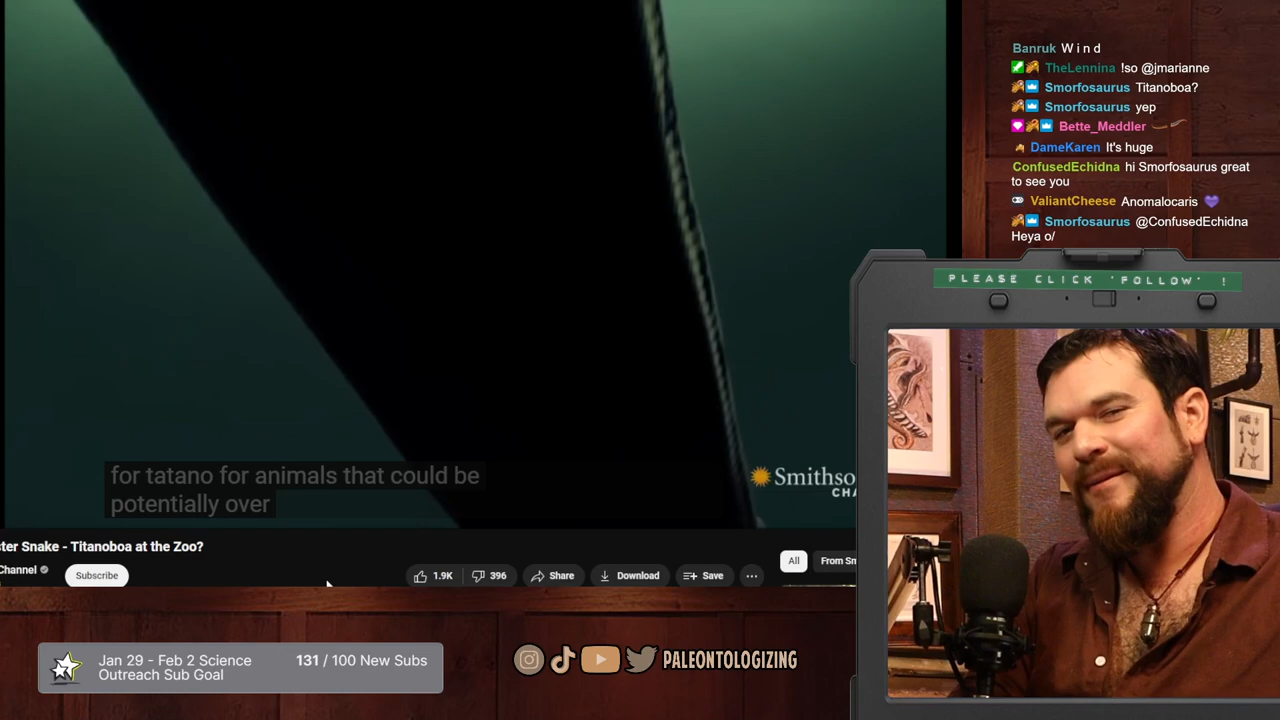 Banruk W i n d
TheLennina !so @jmarianne
Smorfosaurus Titanoboa?
Smorfosaurus yep
Bette_Meddler
DameKaren It's huge
ConfusedEchidna hi Smorfosaurus great
to see you
ValiantCheese Anomalocaris
Smorfosaurus @ConfusedEchidna
Heya o/
PLEASE CLICK 'FOLLOW' !
for tatano for animals that could be
potentially over
Smithso
CHA
ter Snake - Titanoboa at the Zoo?
Channel
Subscribe
1.9K
396
Share
Download
Save
All
From Sm
Jan 29 - Feb 2 Science
Outreach Sub Goal
131 / 100 New Subs
PALEONTOLOGIZING